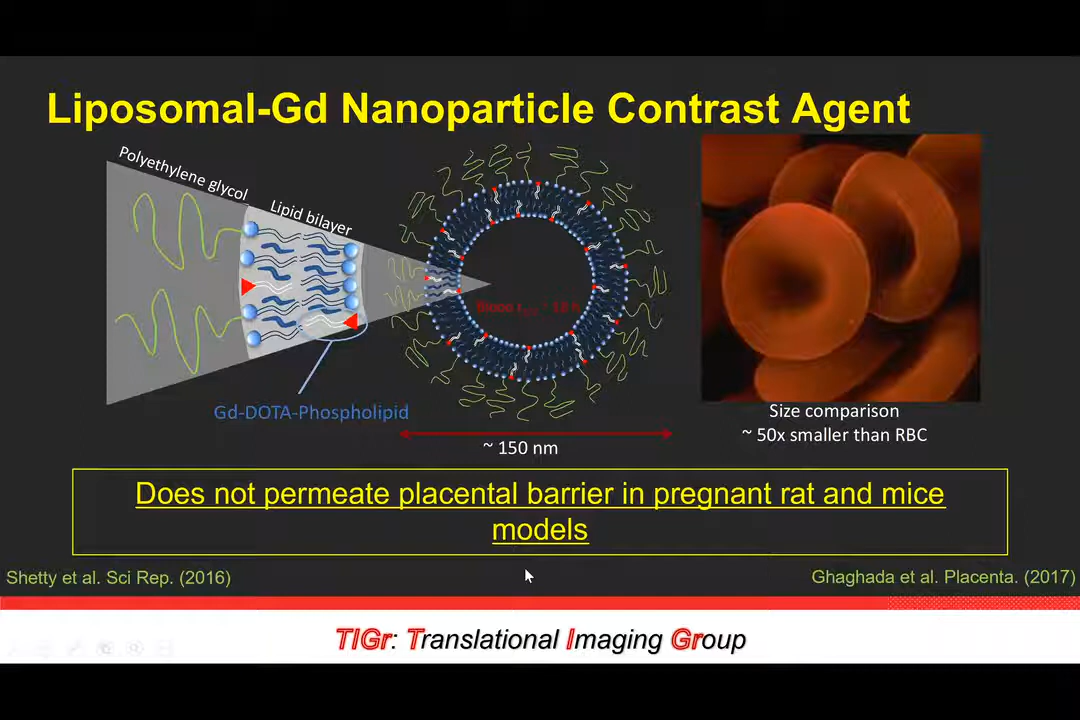 Liposomal-Gd Nanoparticle Contrast Agent
Polyethylene glycol
Lipid bilayer
Blood
Gd-DOTA-Phospholipid
~ 150 nm
Size comparison
~ 50x smaller than RBC
Does not permeate placental barrier in pregnant rat and mice
models
Shetty et al. Sci Rep. (2016)
Ghaghada et al. Placenta. (2017)
TIGr: Translational Imaging Group